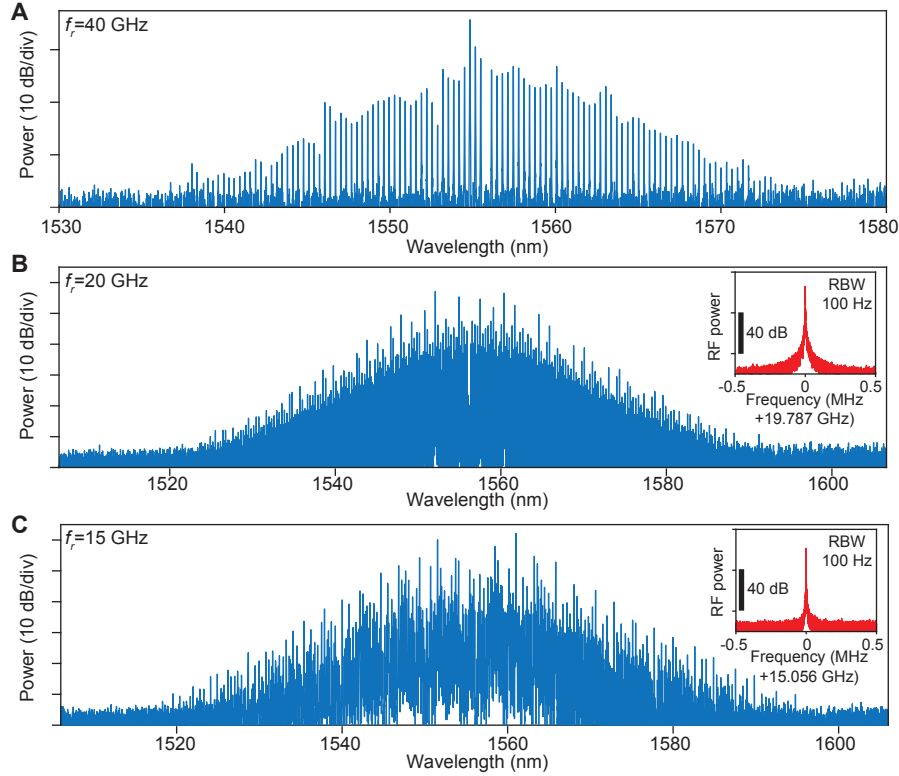 A
f_r=40 GHz
Power (10 dB/div)
1530 1540 1550 1560 1570 1580
Wavelength (nm)
B
f_r=20 GHz
Power (10 dB/div)
RF power
RBW
100 Hz
40 dB
-0.5 0 0.5
Frequency (MHz
+19.787 GHz)
1520 1540 1560 1580 1600
Wavelength (nm)
C
f_r=15 GHz
Power (10 dB/div)
RF power
RBW
100 Hz
40 dB
-0.5 0 0.5
Frequency (MHz
+15.056 GHz)
1520 1540 1560 1580 1600
Wavelength (nm)